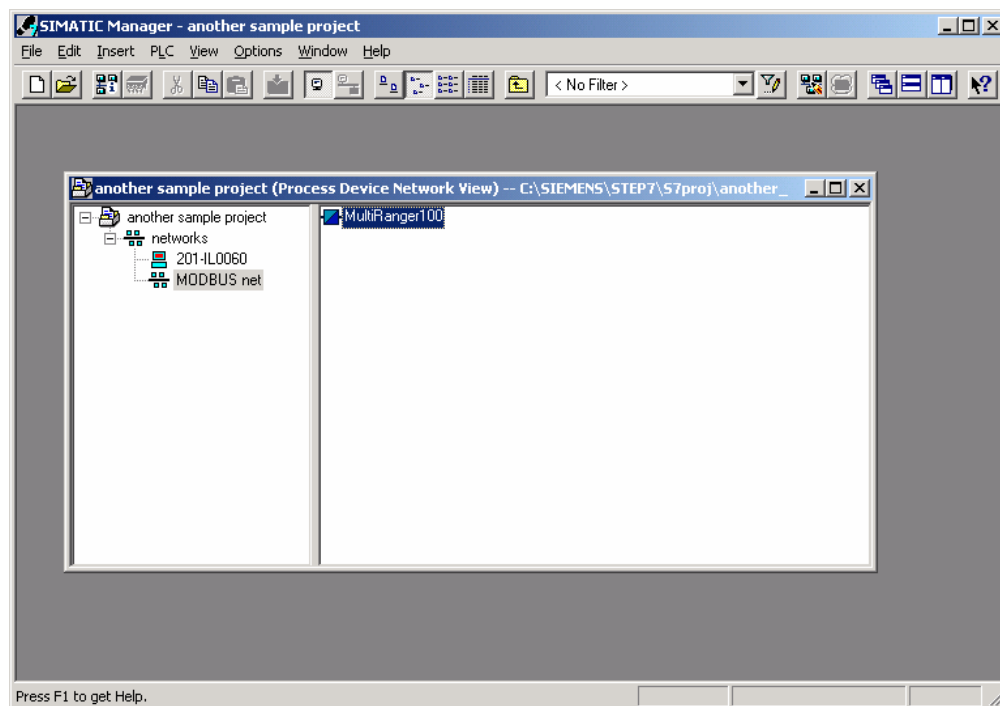 SIMATIC Manager - another sample project
File Edit Insert PLC View Options Window Help
< No Filter >
another sample project (Process Device Network View) -- C:\SIEMENS\STEP7\S7proj\another_
another sample project
networks
201-IL0060
MODBUS net
MultiRanger100
Press F1 to get Help.